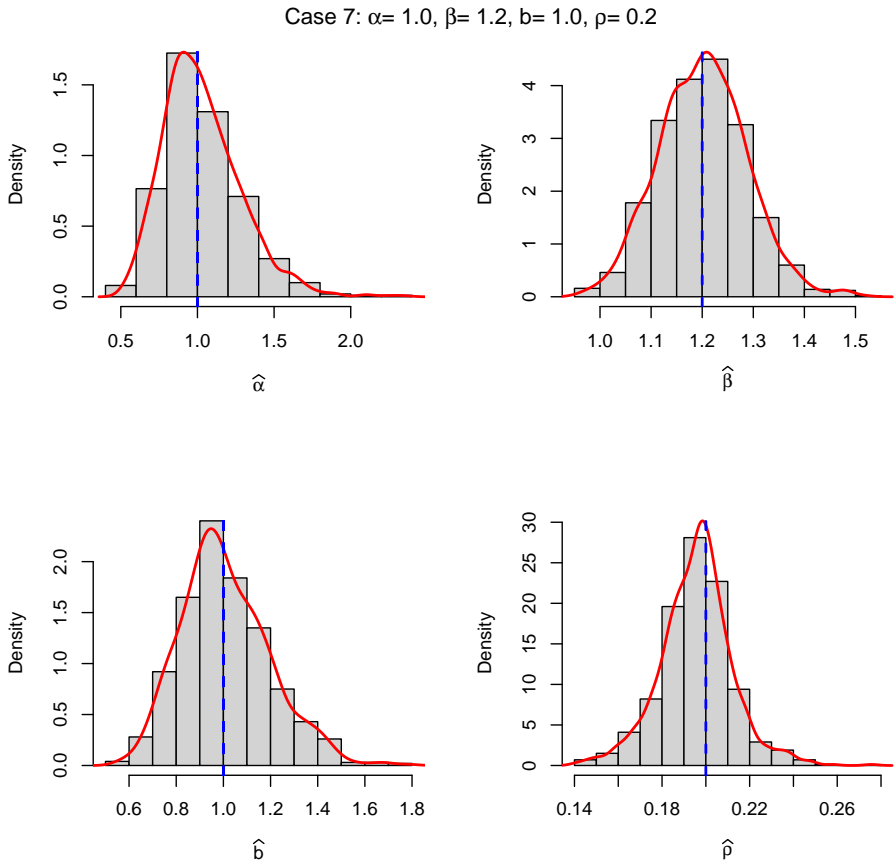 Case 7: α= 1.0, β= 1.2, b= 1.0, ρ= 0.2
Density
0.0 0.5 1.0 1.5
0.5 1.0 1.5 2.0
α̂
Density
0 1 2 3 4
1.0 1.1 1.2 1.3 1.4 1.5
β̂
Density
0.0 0.5 1.0 1.5 2.0
0.6 0.8 1.0 1.2 1.4 1.6 1.8
b̂
Density
0 5 10 15 20 25 30
0.14 0.18 0.22 0.26
ρ̂